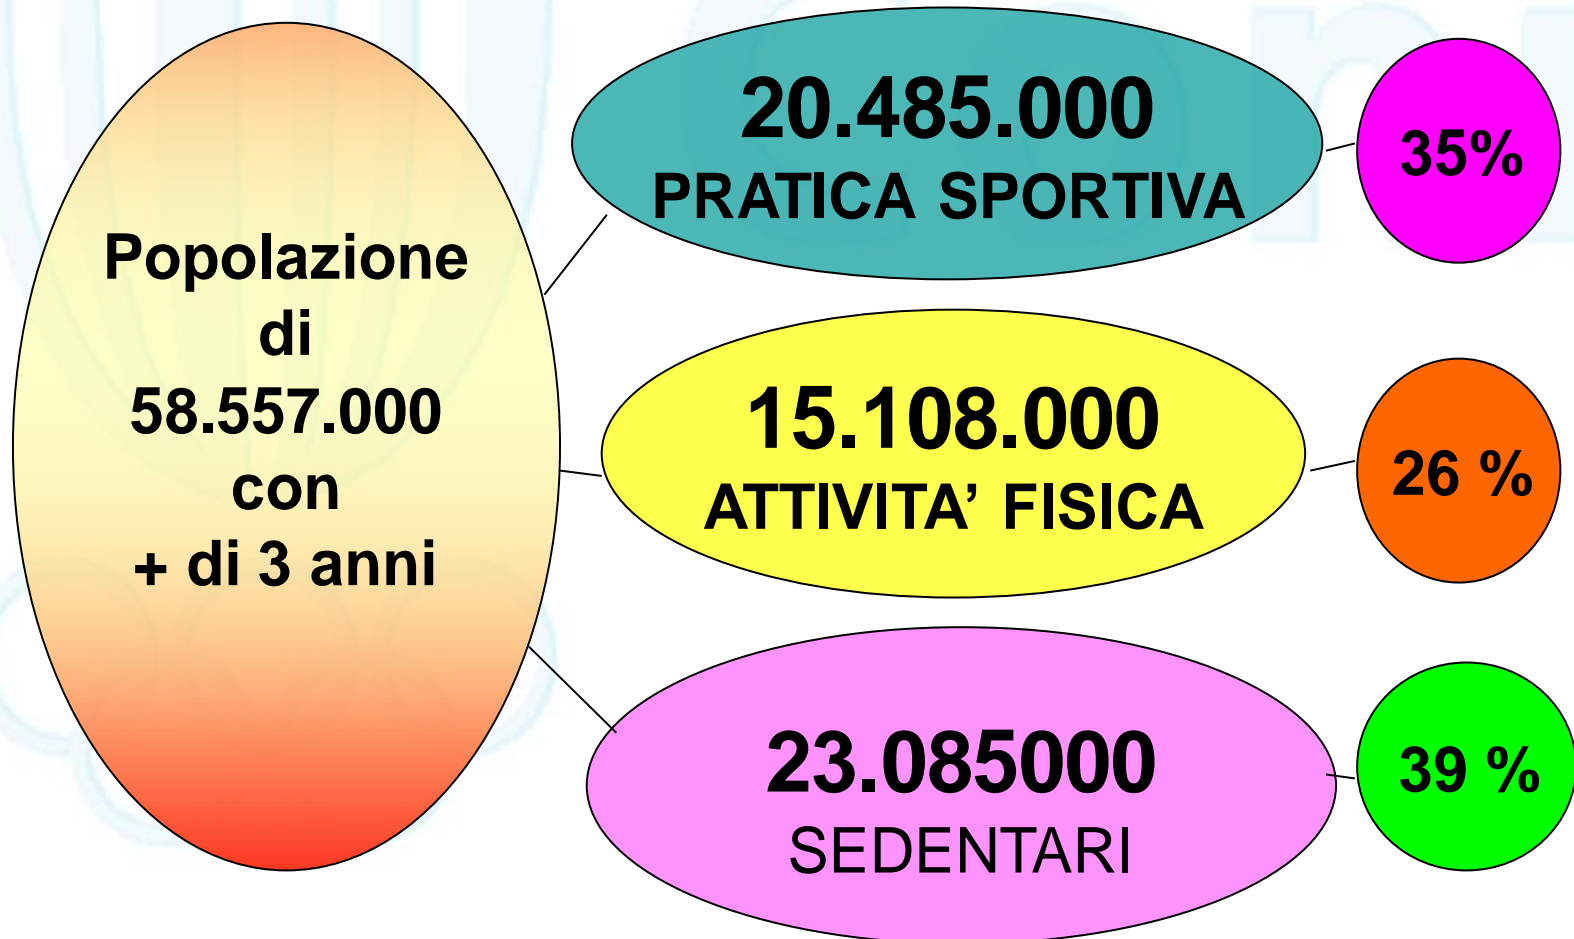 Popolazione
di
58.557.000
con
+ di 3 anni
20.485.000
PRATICA SPORTIVA
35%
15.108.000
ATTIVITA’ FISICA
26 %
23.085000
SEDENTARI
39 %